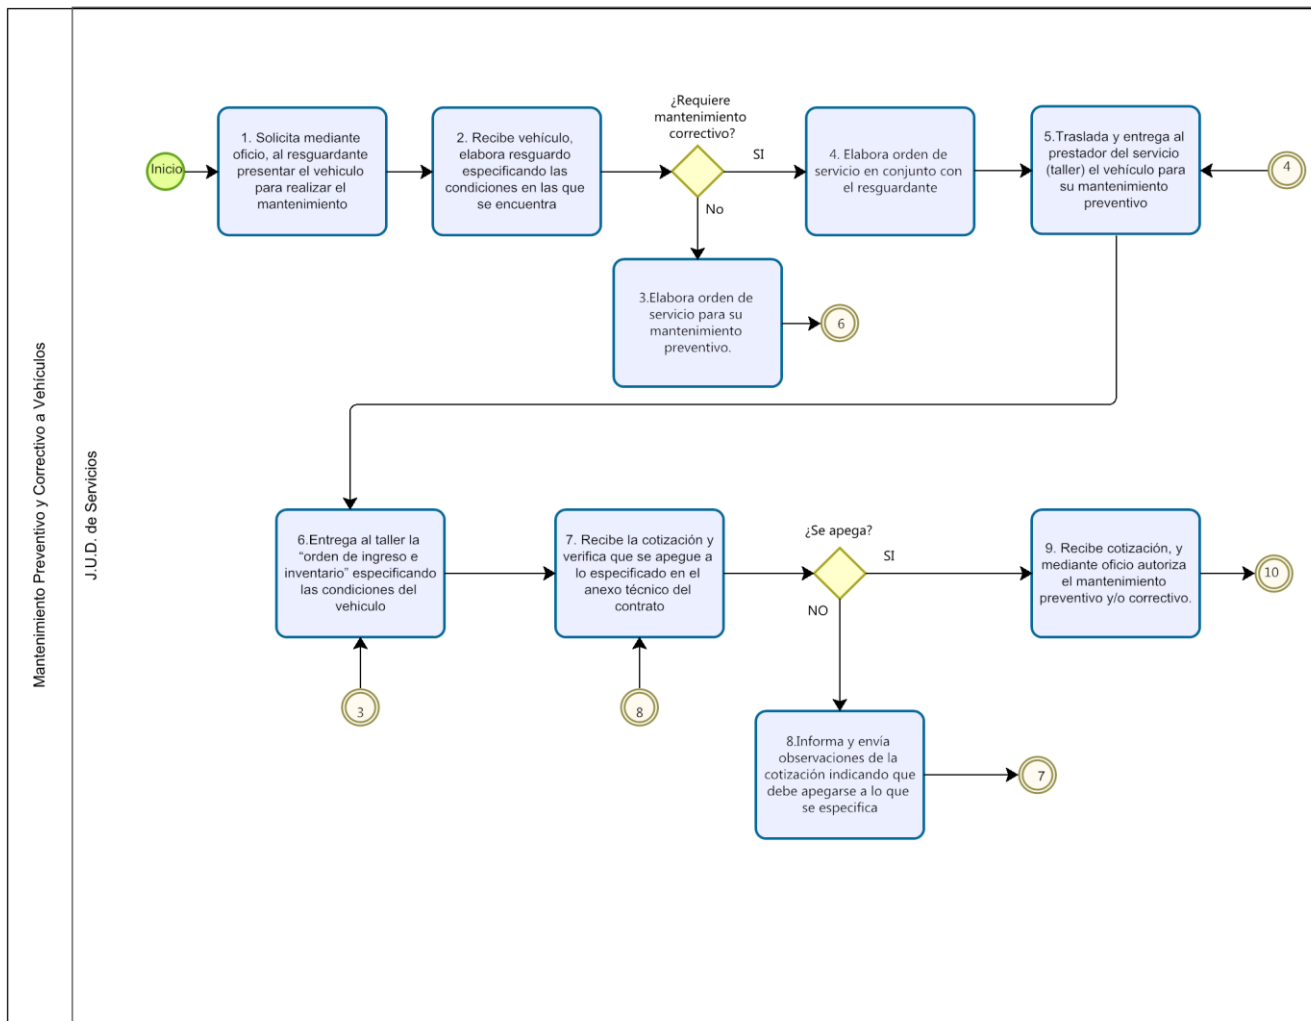 Mantenimiento Preventivo y Correctivo a Vehículos
J.U.D. de Servicios
Inicio
1. Solicita mediante
oficio, al resguardante
presentar el vehiculo
para realizar el
mantenimiento
2. Recibe vehículo,
elabora resguardo
especificando las
condiciones en las que
se encuentra
¿Requiere
mantenimiento
correctivo?
SI
No
4. Elabora orden de
servicio en conjunto con
el resguardante
5.Traslada y entrega al
prestador del servicio
(taller) el vehículo para
su mantenimiento
preventivo
4
3.Elabora orden de
servicio para su
mantenimiento
preventivo.
6
6.Entrega al taller la
“orden de ingreso e
inventario” especificando
las condiciones del
vehiculo
3
7. Recibe la cotización y
verifica que se apegue a
lo especificado en el
anexo técnico del
contrato
8
¿Se apega?
SI
NO
9. Recibe cotización, y
mediante oficio autoriza
el mantenimiento
preventivo y/o correctivo.
10
8.Informa y envía
observaciones de la
cotización indicando que
debe apegarse a lo que
se especifica
7